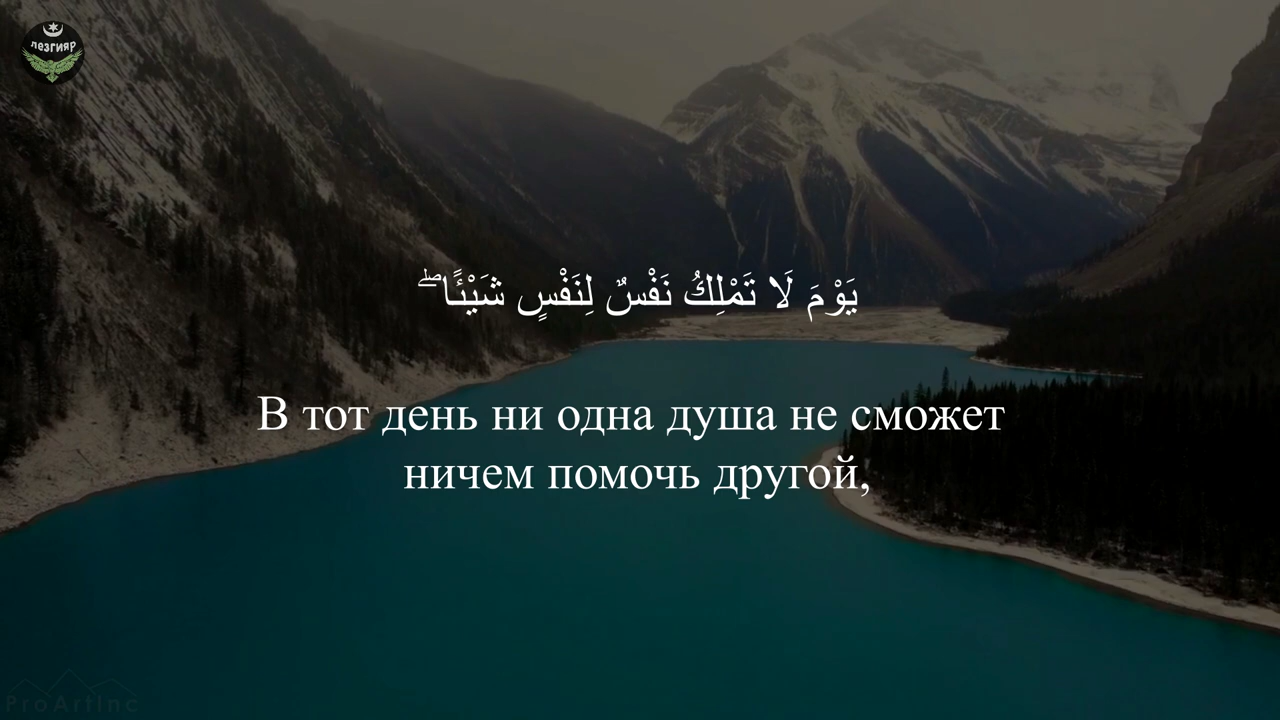 лезгияр
يَوْمَ لَا تَمْلِكُ نَفْسٌ لِنَفْسٍ شَيْئًا ۖ
В тот день ни одна душа не сможет
ничем помочь другой,
ProArtInc